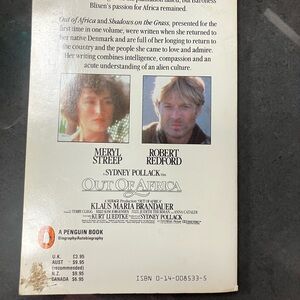 Blixen's passion for Africa remained.
Out of Africa and Shadows on the Grass, presented for the
first time in one volume, were written when she returned to
her native Denmark and are full of her longing to return to
the country and the people she came to love and admire.
Her writing combines intelligence, compassion and an
acute understanding of an alien culture.
MERYL
STREEP
ROBERT
REDFORD
A SYDNEY POLLACK FILM
OUT OF AFRICA
KLAUS MARIA BRANDAUER
KURT LUEDTKE
SYDNEY POLLACK
A PENGUIN BOOK
Biography/Autobiography
U.K. £3.95
AUST $9.95
(recommended)
N.Z. $9.95
CANADA $6.95
ISBN 0-14-008533-5